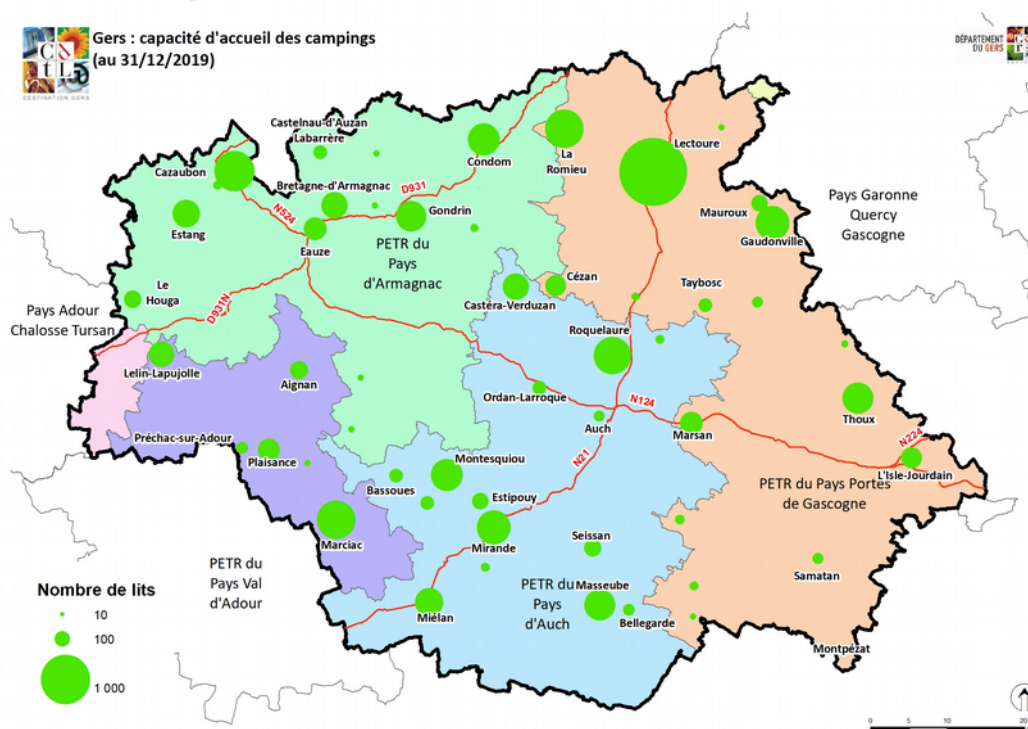 Gers : capacité d'accueil des campings
(au 31/12/2019)
C
t L
DESTINATION GERS
DÉPARTEMENT
DU GERS
Castelnau-d'Auzan
Labarrère
Cazaubon
Condom
La
Romieu
Lectoure
Bretagne-d'Armagnac
D931
Gondrin
N524
Estang
Eauze
Mauroux
Gaudonville
Pays Garonne
Quercy
Gascogne
PETR du
Pays
d'Armagnac
Le
Houga
D931N
Cézan
Castéra-Verduzan
Taybosc
Pays Adour
Chalosse Tursan
Roquelaure
Lelin-Lapujolle
Aignan
Ordan-Larroque
N124
Auch
Marsan
Thoux
N224
L'Isle-Jourdain
Préchac-sur-Adour
Plaisance
Montesquiou
N21
Bassoues
Estipouy
PETR du Pays Portes
de Gascogne
Marciac
Mirande
Seissan
Samatan
PETR du
Pays Val
d'Adour
PETR du
Pays
d'Auch
Masseube
Bellegarde
Miélan
Montpézat
Nombre de lits
10
100
1 000
0 5 10 20